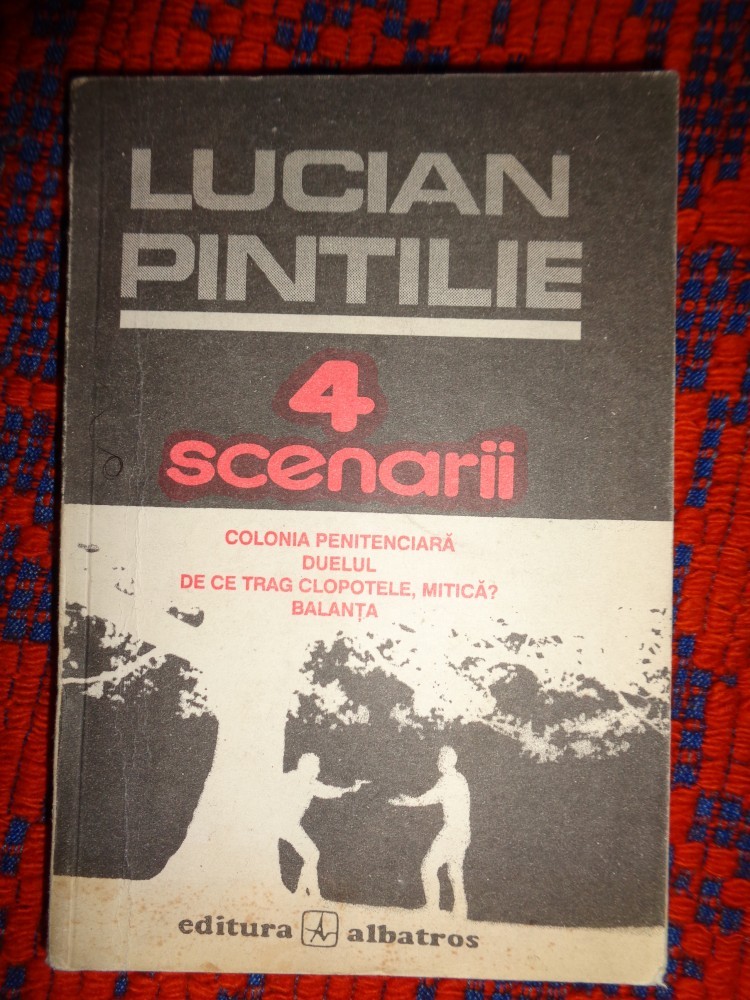 LUCIAN
PINTILIE
4
scenarii
COLONIA PENITENCIARĂ
DUELUL
DE CE TRAG CLOPOTELE, MITICĂ?
BALANȚA
editura albatros